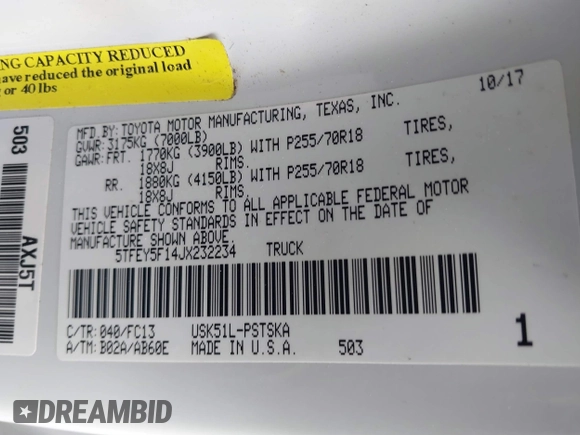 NG CAPACITY REDUCED
have reduced the original load
or 40 lbs
10/17
MFD.BY: TOYOTA MOTOR MANUFACTURING, TEXAS, INC.
GVWR: 3175KG (7000LB)
GAWR: FRT. 1770KG (3900LB) WITH P255/70R18 TIRES,
18X8J RIMS.
RR. 1880KG (4150LB) WITH P255/70R18 TIRES,
18X8J RIMS.
THIS VEHICLE CONFORMS TO ALL APPLICABLE FEDERAL MOTOR
VEHICLE SAFETY STANDARDS IN EFFECT ON THE DATE OF
MANUFACTURE SHOWN ABOVE.
5TFEY5F14JX232234 TRUCK
C/TR: 040/FC13 USK51L-PSTSKA
A/TM: B02A/AB60E MADE IN U.S.A. 503
1
503
AXJ5T
DREAMBID